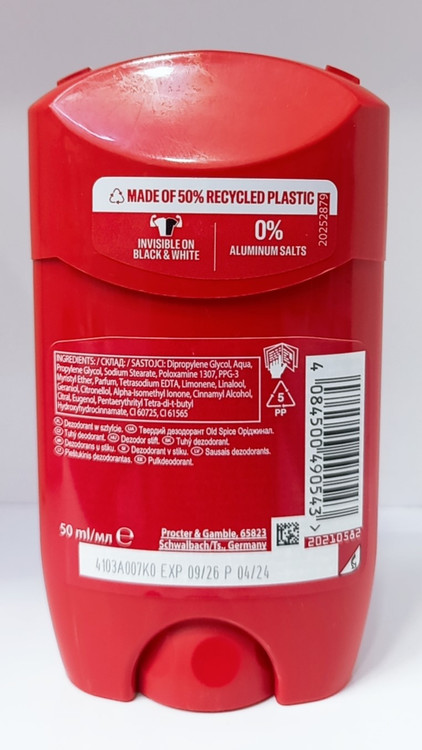 MADE OF 50% RECYCLED PLASTIC
20252879
INVISIBLE ON
BLACK & WHITE
0%
ALUMINUM SALTS
INGREDIENTS: / СКЛАД: / SASTOJCI: Dipropylene Glycol, Aqua,
Propylene Glycol, Sodium Stearate, Poloxamine 1307, PPG-3
Myristyl Ether, Parfum, Tetrasodium EDTA, Limonene, Linalool,
Geraniol, Citronellol, Alpha-Isomethyl Ionone, Cinnamyl Alcohol,
Citral, Eugenol, Pentaerythrityl Tetra-di-t-butyl
Hydroxyhydrocinnamate, CI 60725, CI 61565
5
PP
4 084500 490543 >
PL Dezodorant w sztyfcie. UA Твердий дезодорант Old Spice Оріджинал.
Tuhý deodorant. HU Dezodor stift. Tuhý dezodorant.
Dezodorans u stiku. Dezodorant v stiku. Sausais dezodorants.
Pieštukinis dezodorantas. Pulkdeodorant.
50 ml/мл ℮
Procter & Gamble, 65823
Schwalbach/Ts., Germany
20210582
4103A007K0 EXP 09/26 P 04/24